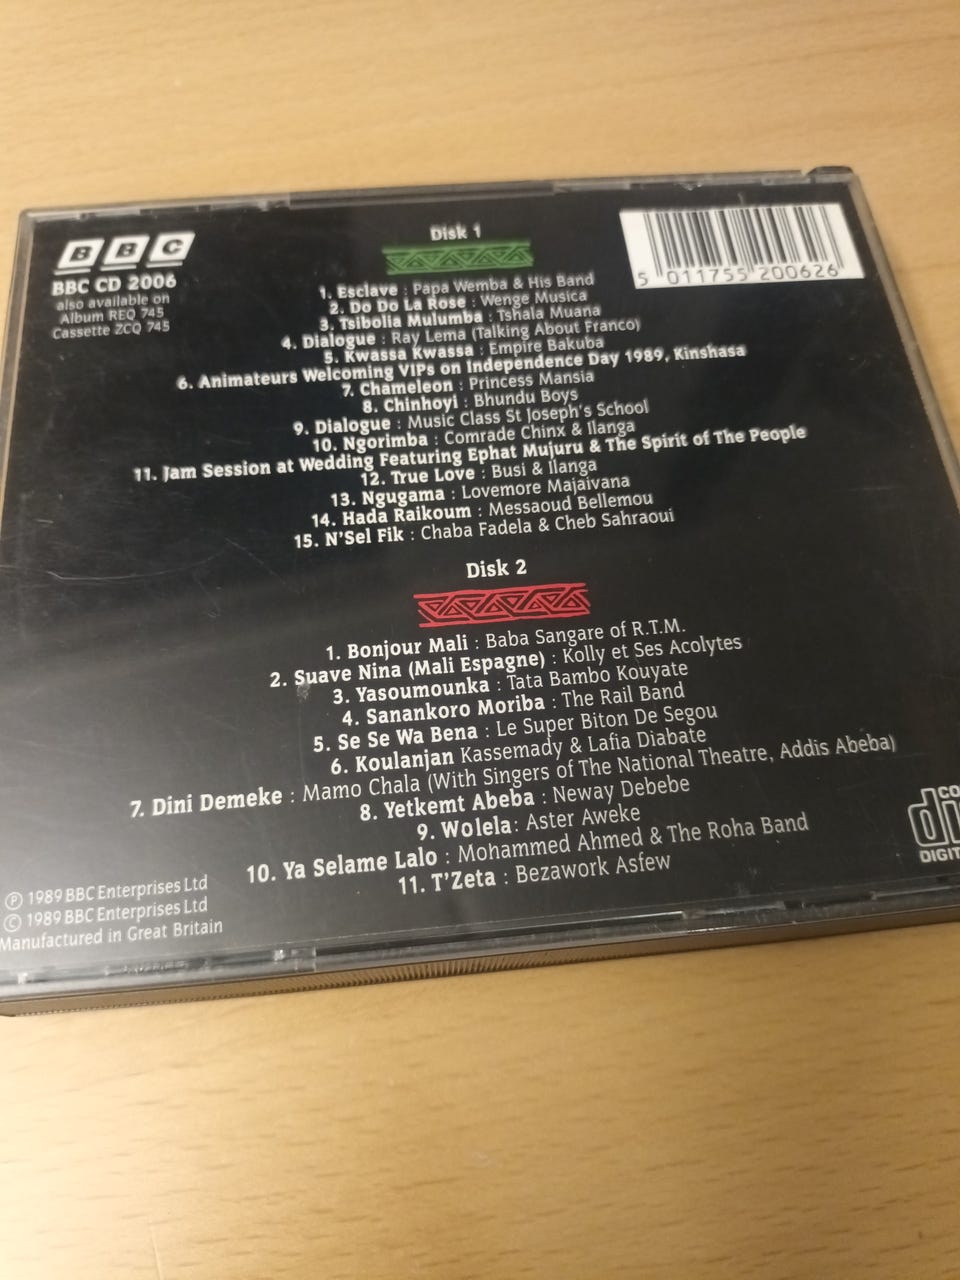 BBC
BBC CD 2006
also available on
Album REQ 745
Cassette ZCQ 745
5 011755 200626
Disk 1
1. Esclave : Papa Wemba & His Band
2. Do Do La Rose : Wenge Musica
3. Tsibolia Mulumba : Tshala Muana
4. Dialogue : Ray Lema (Talking About Franco)
5. Kwassa Kwassa : Empire Bakuba
6. Animateurs Welcoming VIPs on Independence Day 1989, Kinshasa
7. Chameleon : Princess Mansia
8. Chinhoyi : Bhundu Boys
9. Dialogue : Music Class St Joseph's School
10. Ngorimba : Comrade Chinx & Ilanga
11. Jam Session at Wedding Featuring Ephat Mujuru & The Spirit of The People
12. True Love : Busi & Ilanga
13. Ngugama : Lovemore Majaivana
14. Hada Raikoum : Messaoud Bellemou
15. N'Sel Fik : Chaba Fadela & Cheb Sahraoui
Disk 2
1. Bonjour Mali : Baba Sangare of R.T.M.
2. Suave Nina (Mali Espagne) : Kolly et Ses Acolytes
3. Yasoumounka : Tata Bambo Kouyate
4. Sanankoro Moriba : The Rail Band
5. Se Se Wa Bena : Le Super Biton De Segou
6. Koulanjan Kassemady & Lafia Diabate
7. Dini Demeke : Mamo Chala (With Singers of The National Theatre, Addis Abeba)
8. Yetkemt Abeba : Neway Debebe
9. Wolela: Aster Aweke
10. Ya Selame Lalo : Mohammed Ahmed & The Roha Band
11. T'Zeta : Bezawork Asfew
℗ 1989 BBC Enterprises Ltd
© 1989 BBC Enterprises Ltd
Manufactured in Great Britain